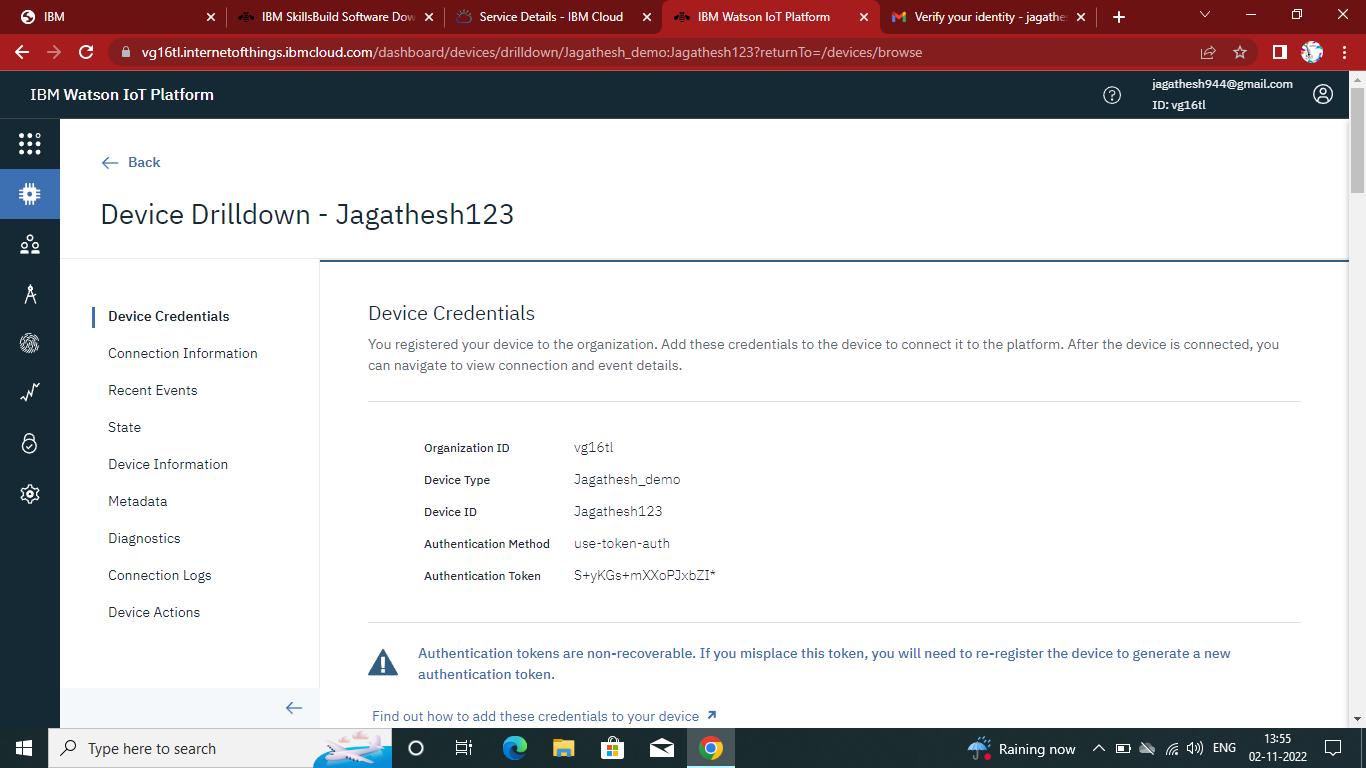 IBM
IBM SkillsBuild Software Dow
Service Details - IBM Cloud
IBM Watson IoT Platform
Verify your identity - jagathe
vg16tl.internetofthings.ibmcloud.com/dashboard/devices/drilldown/Jagathesh_demo:Jagathesh123?returnTo=/devices/browse
IBM Watson IoT Platform
jagathesh944@gmail.com
ID: vg16tl
Back
Device Drilldown - Jagathesh123
Device Credentials
Connection Information
Recent Events
State
Device Information
Metadata
Diagnostics
Connection Logs
Device Actions
Device Credentials
You registered your device to the organization. Add these credentials to the device to connect it to the platform. After the device is connected, you
can navigate to view connection and event details.
Organization ID vg16tl
Device Type Jagathesh_demo
Device ID Jagathesh123
Authentication Method use-token-auth
Authentication Token S+yKGs+mXXoPJxbZI*
Authentication tokens are non-recoverable. If you misplace this token, you will need to re-register the device to generate a new
authentication token.
Find out how to add these credentials to your device
Type here to search
Raining now
ENG
13:55
02-11-2022